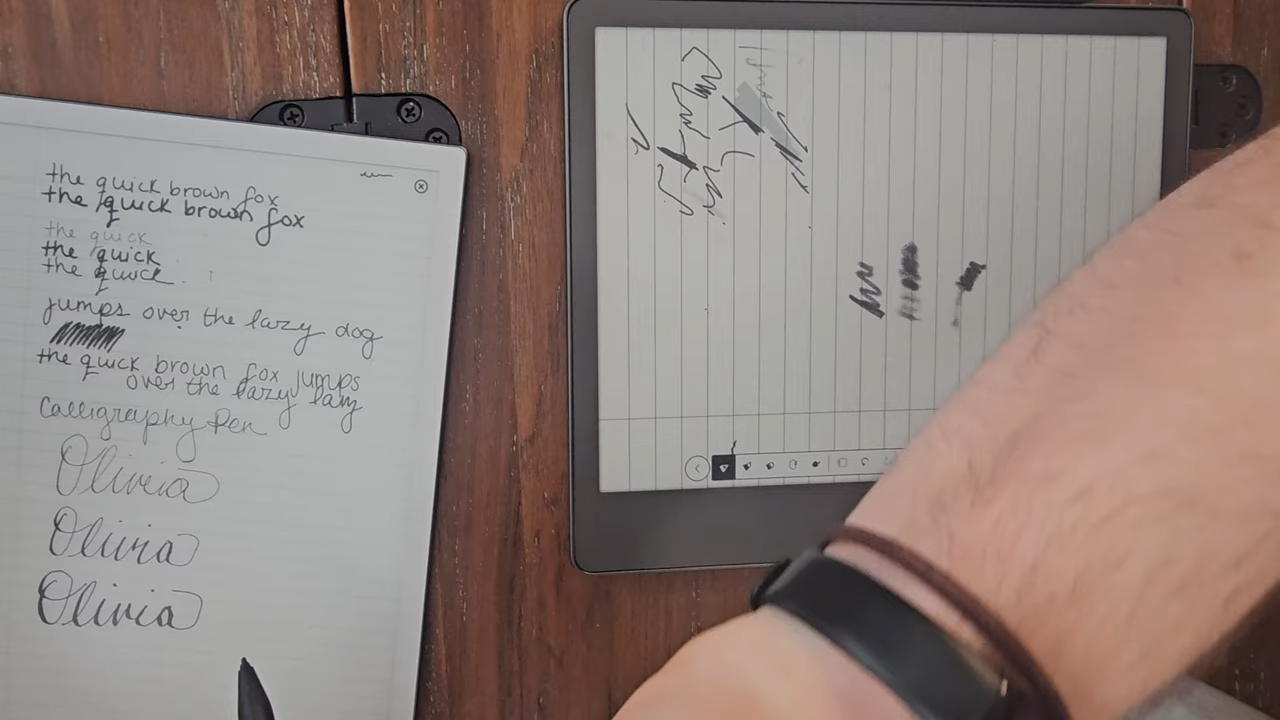 the quick brown fox
the quick brown fox
the quick
the quick
the quick
jumps over the lazy dog
the quick brown fox jumps
over the lazy lazy
Calligraphy Pen
Olivia
Olivia
Olivia